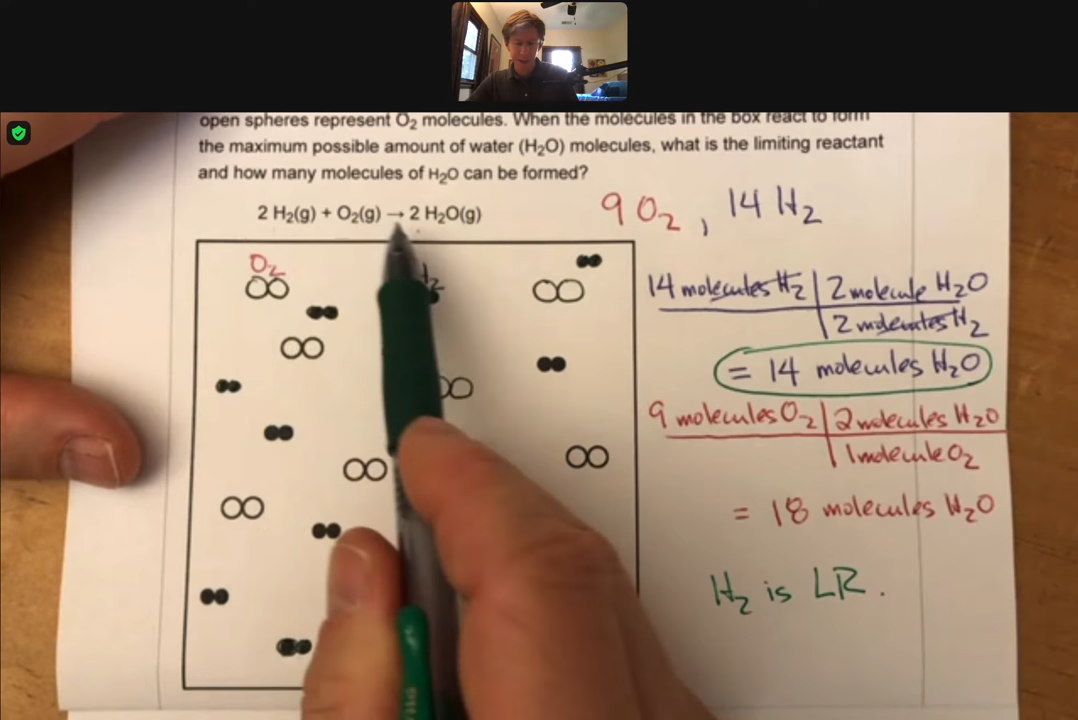 open spheres represent O₂ molecules. When the molecules in the box react to form
the maximum possible amount of water (H₂O) molecules, what is the limiting reactant
and how many molecules of H₂O can be formed?
2 H₂(g) + O₂(g) → 2 H₂O(g)
9 O₂, 14 H₂
O₂
14 molecules H₂ | 2 molecule H₂O
2 molecules H₂
= 14 molecules H₂O
9 molecules O₂ | 2 molecules H₂O
1 molecule O₂
= 18 molecules H₂O
H₂ is LR.